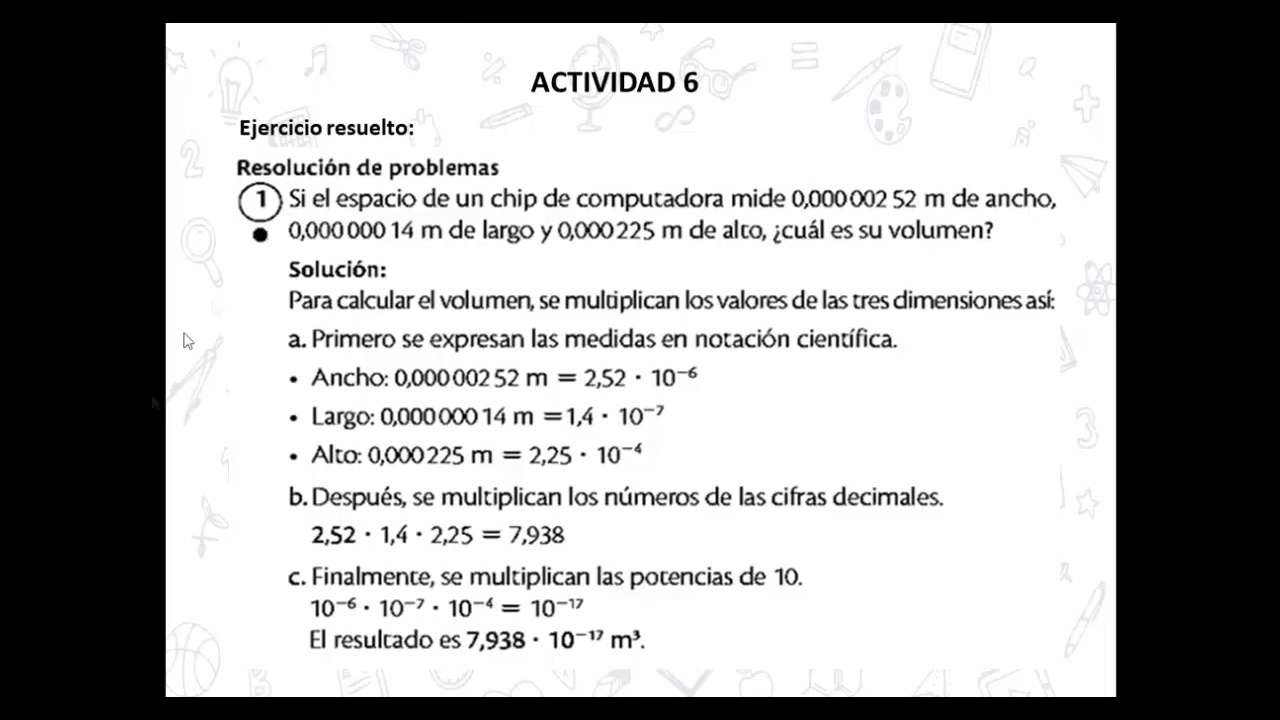 ACTIVIDAD 6
Ejercicio resuelto:
Resolución de problemas
1 Si el espacio de un chip de computadora mide 0,000 002 52 m de ancho,
0,000 000 14 m de largo y 0,000 225 m de alto, ¿cuál es su volumen?
Solución:
Para calcular el volumen, se multiplican los valores de las tres dimensiones así:
a. Primero se expresan las medidas en notación científica.
• Ancho: 0,000 002 52 m = 2,52 · 10⁻⁶
• Largo: 0,000 000 14 m = 1,4 · 10⁻⁷
• Alto: 0,000 225 m = 2,25 · 10⁻⁴
b. Después, se multiplican los números de las cifras decimales.
2,52 · 1,4 · 2,25 = 7,938
c. Finalmente, se multiplican las potencias de 10.
10⁻⁶ · 10⁻⁷ · 10⁻⁴ = 10⁻¹⁷
El resultado es 7,938 · 10⁻¹⁷ m³.